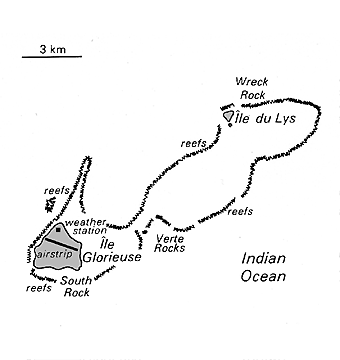 3 km
Wreck
Rock
Île du Lys
reefs
reefs
weather
station
Île
Glorieuse
airstrip
Verte
Rocks
reefs
Indian
Ocean
South
Rock
reefs